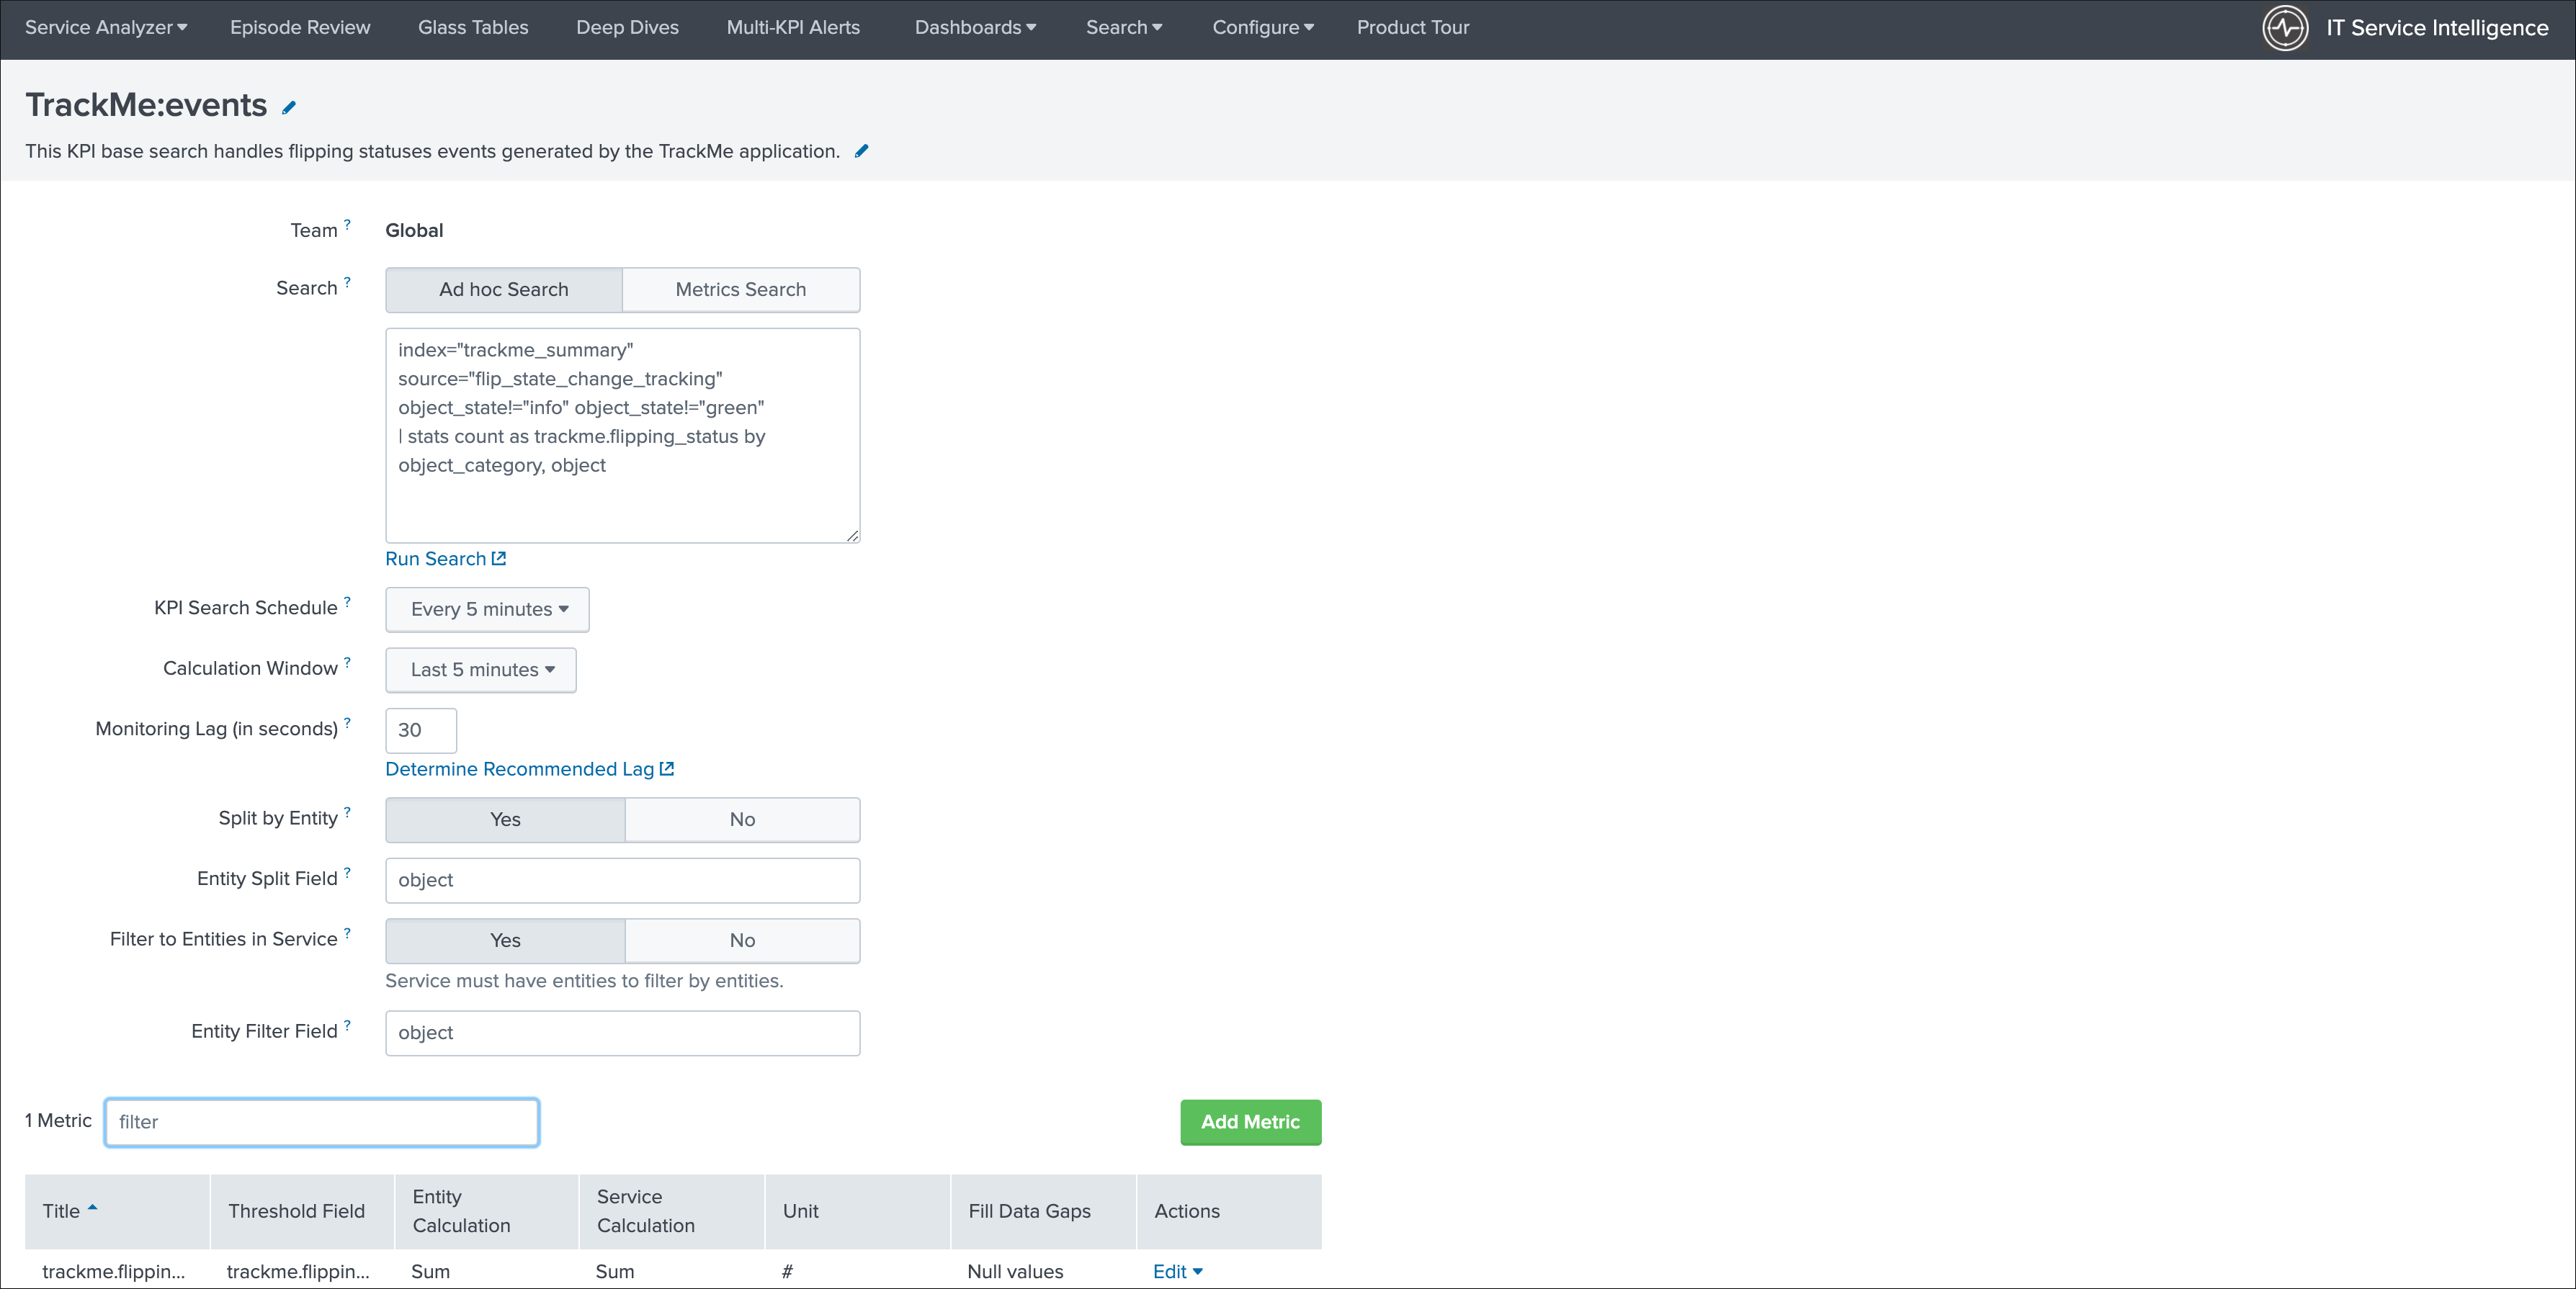 Service Analyzer Episode Review Glass Tables Deep Dives Multi-KPI Alerts Dashboards Search Configure Product Tour IT Service Intelligence
TrackMe:events
This KPI base search handles flipping statuses events generated by the TrackMe application.
Team ? Global
Search ? Ad hoc Search Metrics Search
index="trackme_summary"
source="flip_state_change_tracking"
object_state!="info" object_state!="green"
| stats count as trackme.flipping_status by
object_category, object
Run Search
KPI Search Schedule ? Every 5 minutes
Calculation Window ? Last 5 minutes
Monitoring Lag (in seconds) ? 30
Determine Recommended Lag
Split by Entity ? Yes No
Entity Split Field ? object
Filter to Entities in Service ? Yes No
Service must have entities to filter by entities.
Entity Filter Field ? object
1 Metric filter Add Metric
Title Threshold Field Entity Calculation Service Calculation Unit Fill Data Gaps Actions
trackme.flippin... trackme.flippin... Sum Sum # Null values Edit